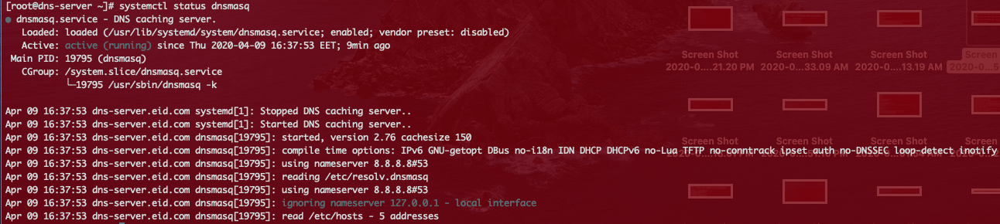 [root@dns-server ~]# systemctl status dnsmasq
● dnsmasq.service - DNS caching server.
Loaded: loaded (/usr/lib/systemd/system/dnsmasq.service; enabled; vendor preset: disabled)
Active: active (running) since Thu 2020-04-09 16:37:53 EET; 9min ago
Main PID: 19795 (dnsmasq)
CGroup: /system.slice/dnsmasq.service
└─19795 /usr/sbin/dnsmasq -k
Apr 09 16:37:53 dns-server.eid.com systemd[1]: Stopped DNS caching server..
Apr 09 16:37:53 dns-server.eid.com systemd[1]: Started DNS caching server..
Apr 09 16:37:53 dns-server.eid.com dnsmasq[19795]: started, version 2.76 cachesize 150
Apr 09 16:37:53 dns-server.eid.com dnsmasq[19795]: compile time options: IPv6 GNU-getopt DBus no-i18n IDN DHCP DHCPv6 no-Lua TFTP no-conntrack ipset auth no-DNSSEC loop-detect inotify
Apr 09 16:37:53 dns-server.eid.com dnsmasq[19795]: using nameserver 8.8.8.8#53
Apr 09 16:37:53 dns-server.eid.com dnsmasq[19795]: reading /etc/resolv.dnsmasq
Apr 09 16:37:53 dns-server.eid.com dnsmasq[19795]: using nameserver 8.8.8.8#53
Apr 09 16:37:53 dns-server.eid.com dnsmasq[19795]: ignoring nameserver 127.0.0.1 - local interface
Apr 09 16:37:53 dns-server.eid.com dnsmasq[19795]: read /etc/hosts - 5 addresses
Screen Shot
2020-0....21.20 PM
Screen Shot
2020-0...33.09 AM
Screen Shot
2020-0...13.19 AM
Screen S
Screen Shot
Screen Shot
Screen Shot
Screen S